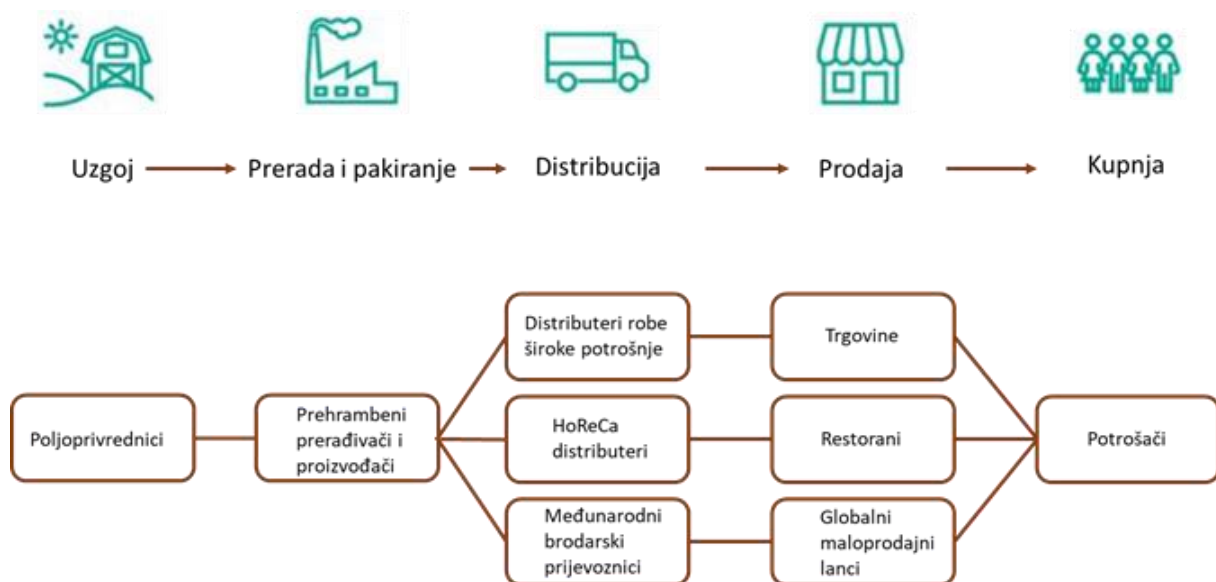 Uzgoj
Prerada i pakiranje
Distribucija
Prodaja
Kupnja
Distributeri robe
široke potrošnje
Trgovine
Poljoprivrednici
Prehrambeni
prerađivači i
proizvođači
HoReCa
distributeri
Restorani
Potrošači
Međunarodni
brodarski
prijevoznici
Globalni
maloprodajni
lanci